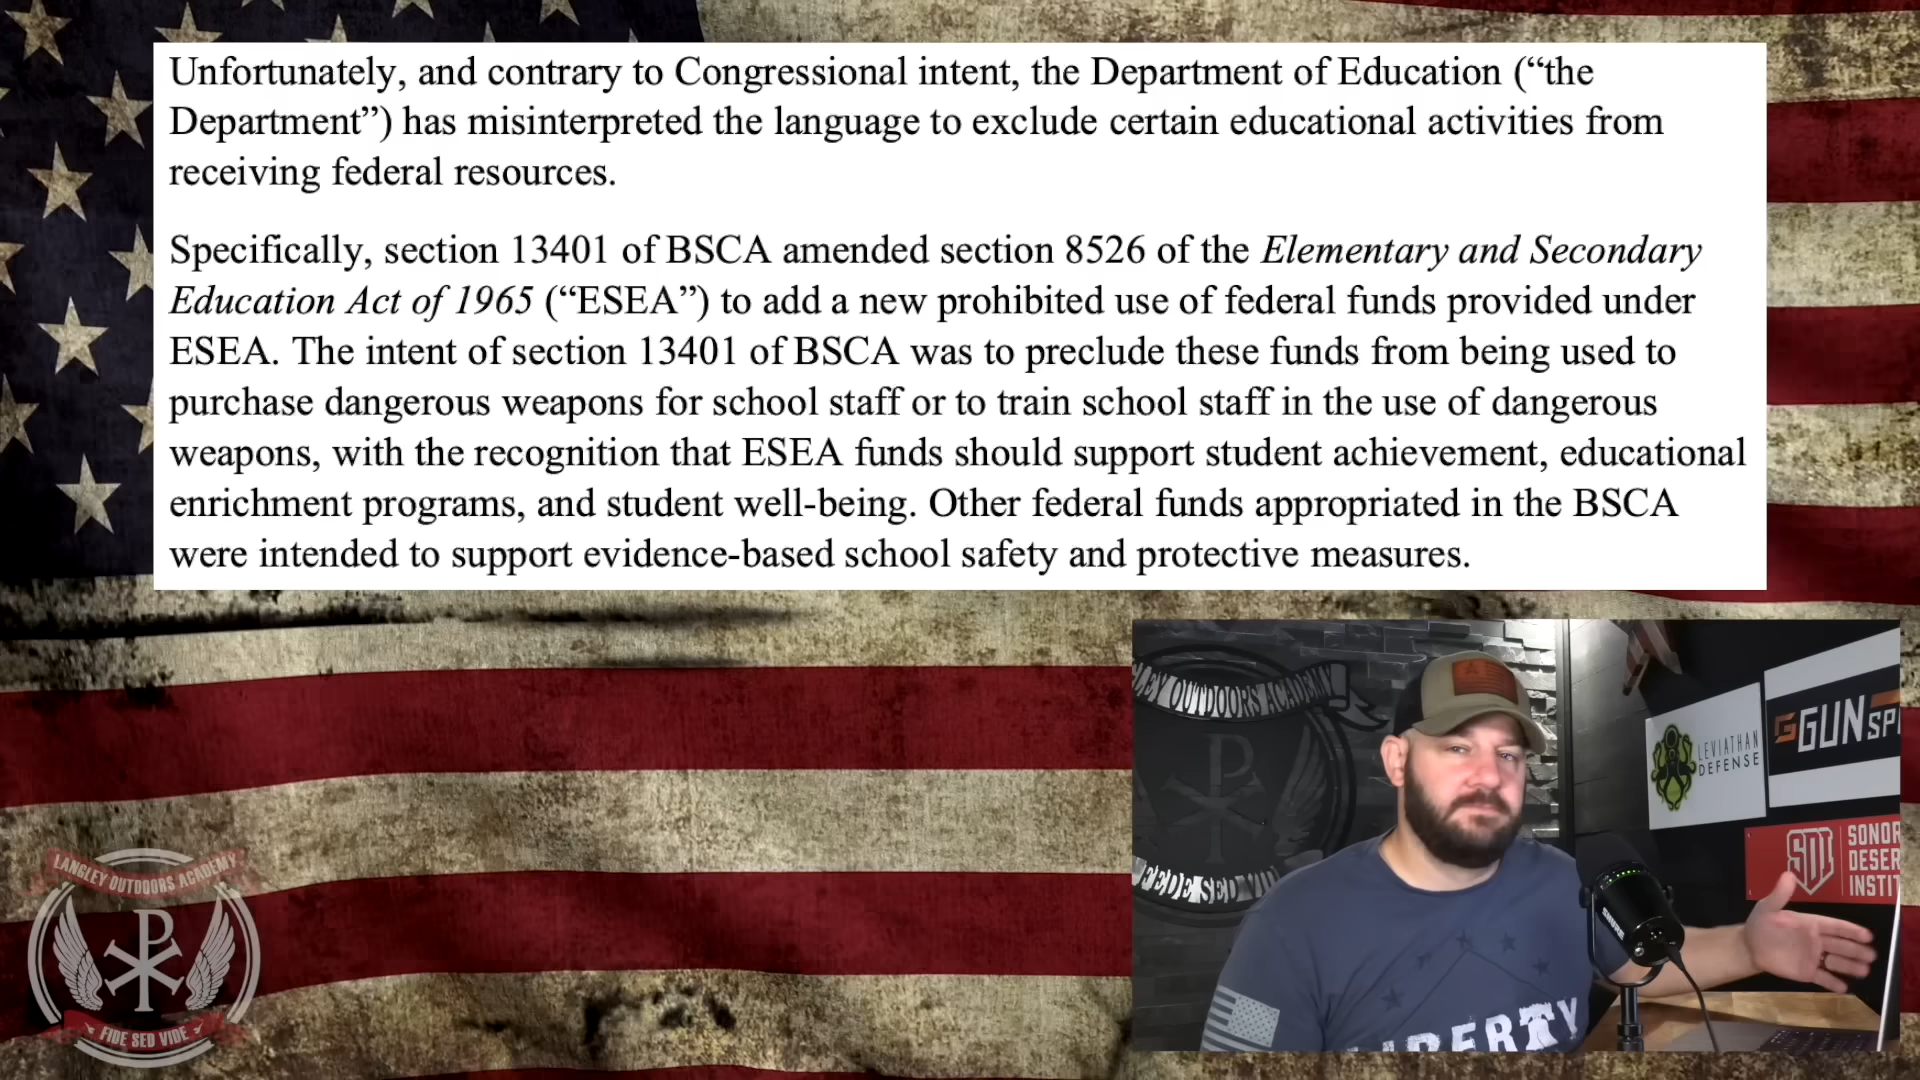 Unfortunately, and contrary to Congressional intent, the Department of Education (“the
Department”) has misinterpreted the language to exclude certain educational activities from
receiving federal resources.
Specifically, section 13401 of BSCA amended section 8526 of the Elementary and Secondary
Education Act of 1965 (“ESEA”) to add a new prohibited use of federal funds provided under
ESEA. The intent of section 13401 of BSCA was to preclude these funds from being used to
purchase dangerous weapons for school staff or to train school staff in the use of dangerous
weapons, with the recognition that ESEA funds should support student achievement, educational
enrichment programs, and student well-being. Other federal funds appropriated in the BSCA
were intended to support evidence-based school safety and protective measures.
OUTDOORS ACADEMY
LEVIATHAN
DEFENSE
GUN
SDI
SHURE
LIBERTY
LANGLEY OUTDOORS ACADEMY
FIDE SED VIDE